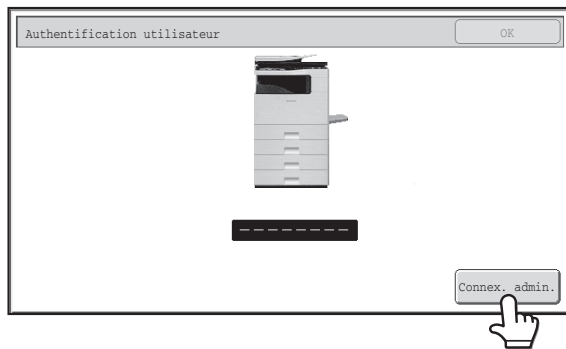 Authentification utilisateur
OK
--------
Connex. admin.